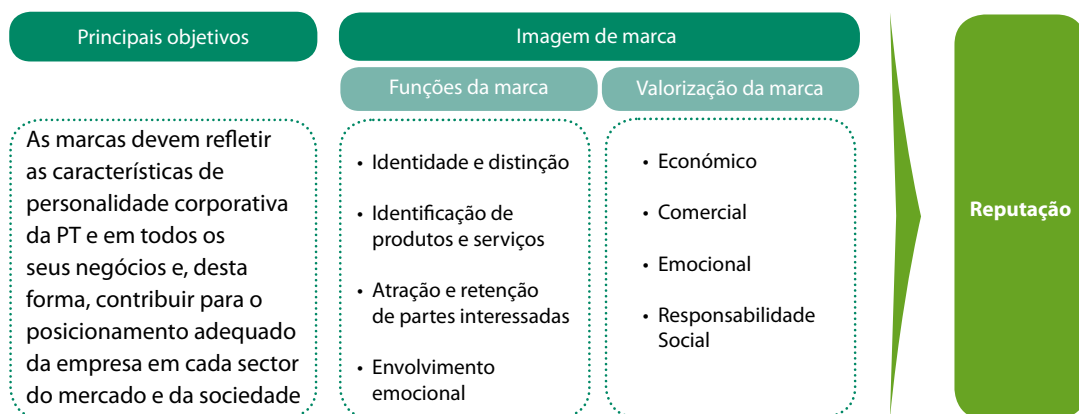 Principais objetivos
Imagem de marca
Funções da marca
Valorização da marca
As marcas devem refletir
as características de
personalidade corporativa
da PT e em todos os
seus negócios e, desta
forma, contribuir para o
posicionamento adequado
da empresa em cada sector
do mercado e da sociedade
• Identidade e distinção
• Identificação de
produtos e serviços
• Atração e retenção
de partes interessadas
• Envolvimento
emocional
• Económico
• Comercial
• Emocional
• Responsabilidade
Social
Reputação